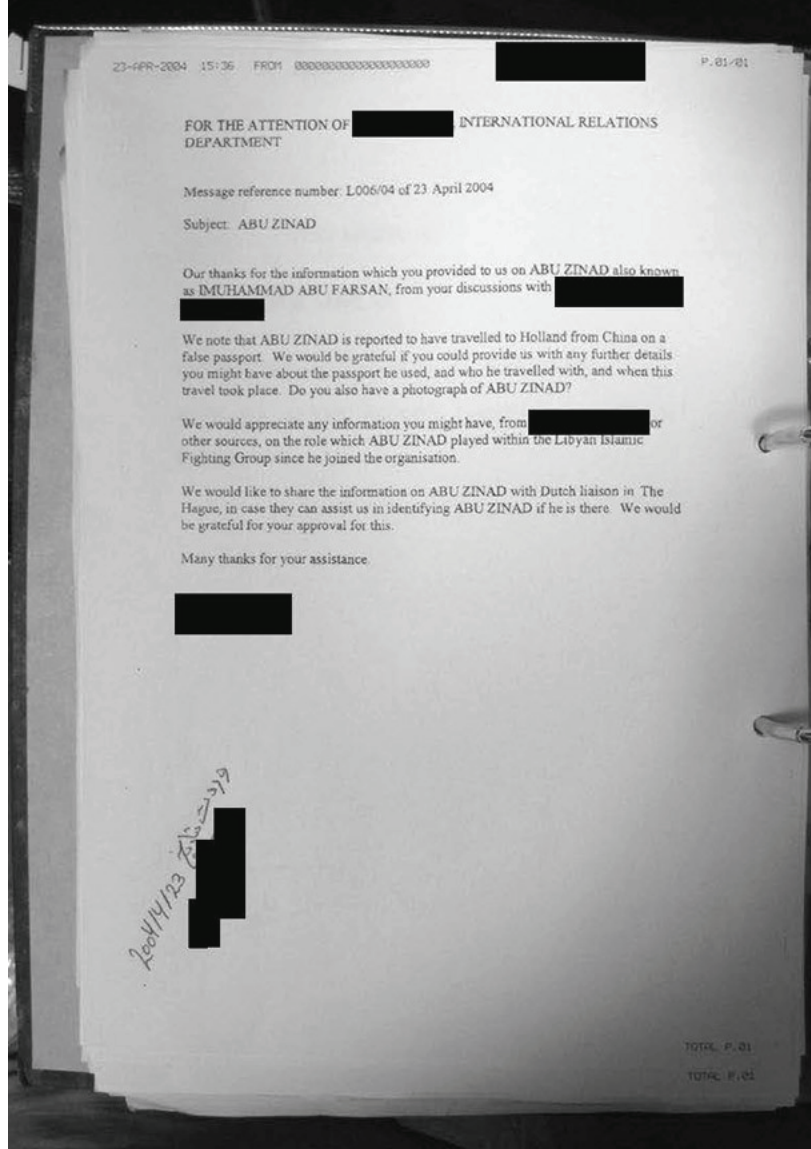 23-APR-2004 15:36 FROM 00000000000000000000 P.01/01
FOR THE ATTENTION OF , INTERNATIONAL RELATIONS
DEPARTMENT
Message reference number: L006/04 of 23 April 2004
Subject: ABU ZINAD
Our thanks for the information which you provided to us on ABU ZINAD also known
as IMUHAMMAD ABU FARSAN, from your discussions with
We note that ABU ZINAD is reported to have travelled to Holland from China on a
false passport. We would be grateful if you could provide us with any further details
you might have about the passport he used, and who he travelled with, and when this
travel took place. Do you also have a photograph of ABU ZINAD?
We would appreciate any information you might have, from or
other sources, on the role which ABU ZINAD played within the Libyan Islamic
Fighting Group since he joined the organisation.
We would like to share the information on ABU ZINAD with Dutch liaison in The
Hague, in case they can assist us in identifying ABU ZINAD if he is there. We would
be grateful for your approval for this.
Many thanks for your assistance.
وردت بتاريخ 2004/4/23
TOTAL P.01
TOTAL P.01